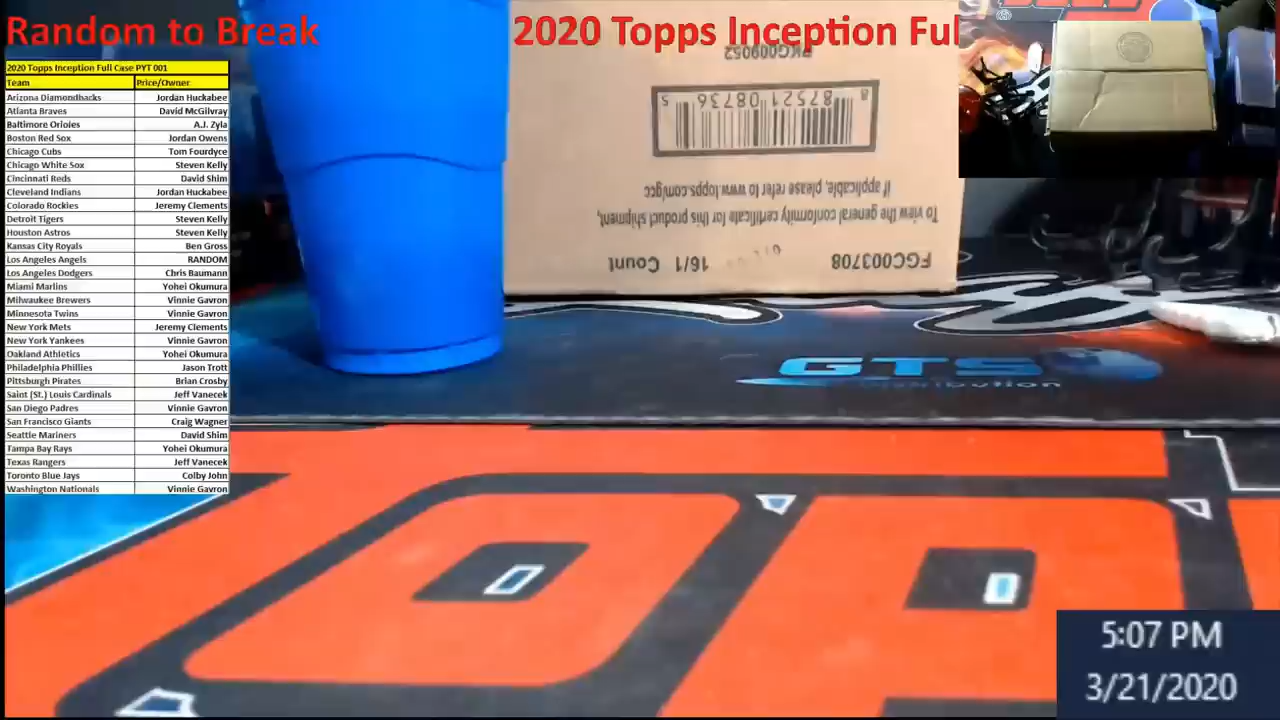 Random to Break
2020 Topps Inception Ful
2020 Topps Inception Full Case PYT 001
Team Price/Owner
Arizona Diamondbacks Jordan Huckabee
Atlanta Braves David McGilvray
Baltimore Orioles A.J. Zyla
Boston Red Sox Jordan Owens
Chicago Cubs Tom Fourdyce
Chicago White Sox Steven Kelly
Cincinnati Reds David Shim
Cleveland Indians Jordan Huckabee
Colorado Rockies Jeremy Clements
Detroit Tigers Steven Kelly
Houston Astros Steven Kelly
Kansas City Royals Ben Gross
Los Angeles Angels RANDOM
Los Angeles Dodgers Chris Baumann
Miami Marlins Yohei Okumura
Milwaukee Brewers Vinnie Gavron
Minnesota Twins Vinnie Gavron
New York Mets Jeremy Clements
New York Yankees Vinnie Gavron
Oakland Athletics Yohei Okumura
Philadelphia Phillies Jason Trott
Pittsburgh Pirates Brian Crosby
Saint (St.) Louis Cardinals Jeff Vanecek
San Diego Padres Vinnie Gavron
San Francisco Giants Craig Wagner
Seattle Mariners David Shim
Tampa Bay Rays Yohei Okumura
Texas Rangers Jeff Vanecek
Toronto Blue Jays Colby John
Washington Nationals Vinnie Gavron
FGC003708 16/1 Count
To view the general conformity certificate for this product shipment,
if applicable, please refer to www.topps.com/gcc
8 87521 08736 5
PKG009052
GTS
distribution
5:07 PM
3/21/2020